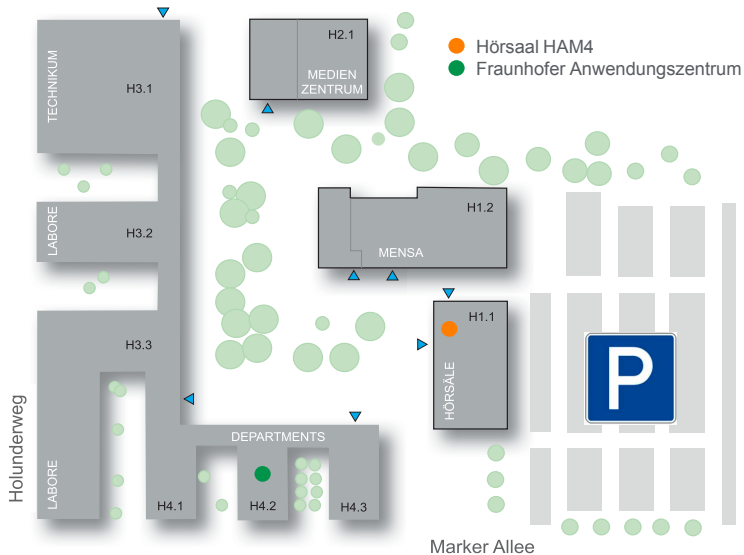 H2.1
MEDIEN
ZENTRUM
Hörsaal HAM4
Fraunhofer Anwendungszentrum
TECHNIKUM
H3.1
H1.2
MENSA
LABORE
H3.2
H1.1
HÖRSÄLE
P
H3.3
DEPARTMENTS
Holunderweg
LABORE
H4.1
H4.2
H4.3
Marker Allee